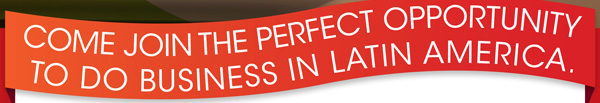 COME JOIN THE PERFECT OPPORTUNITY
TO DO BUSINESS IN LATIN AMERICA.